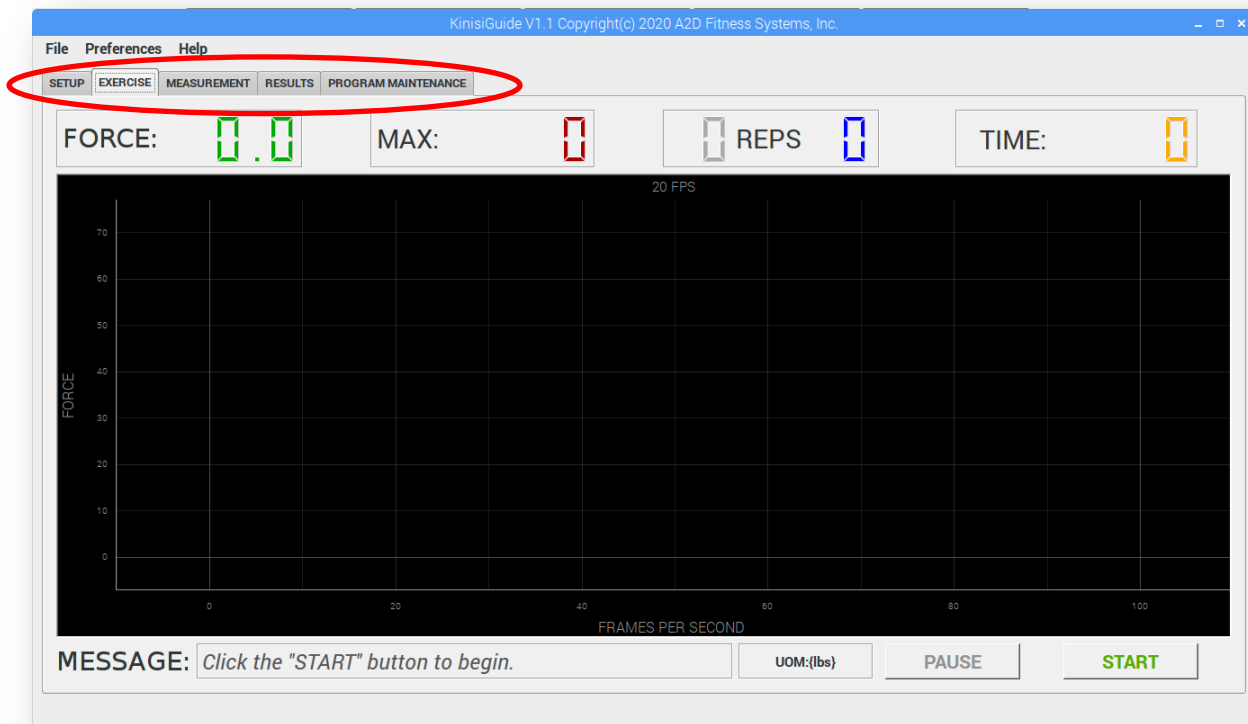 KinisiGuide V1.1 Copyright(c) 2020 A2D Fitness Systems, Inc.
File Preferences Help
SETUP EXERCISE MEASUREMENT RESULTS PROGRAM MAINTENANCE
FORCE: 0.0 MAX: 0 0 REPS 0 TIME: 0
20 FPS
70
60
50
40
30
20
10
0
FORCE
0 20 40 60 80 100
FRAMES PER SECOND
MESSAGE: Click the "START" button to begin. UOM:{lbs} PAUSE START